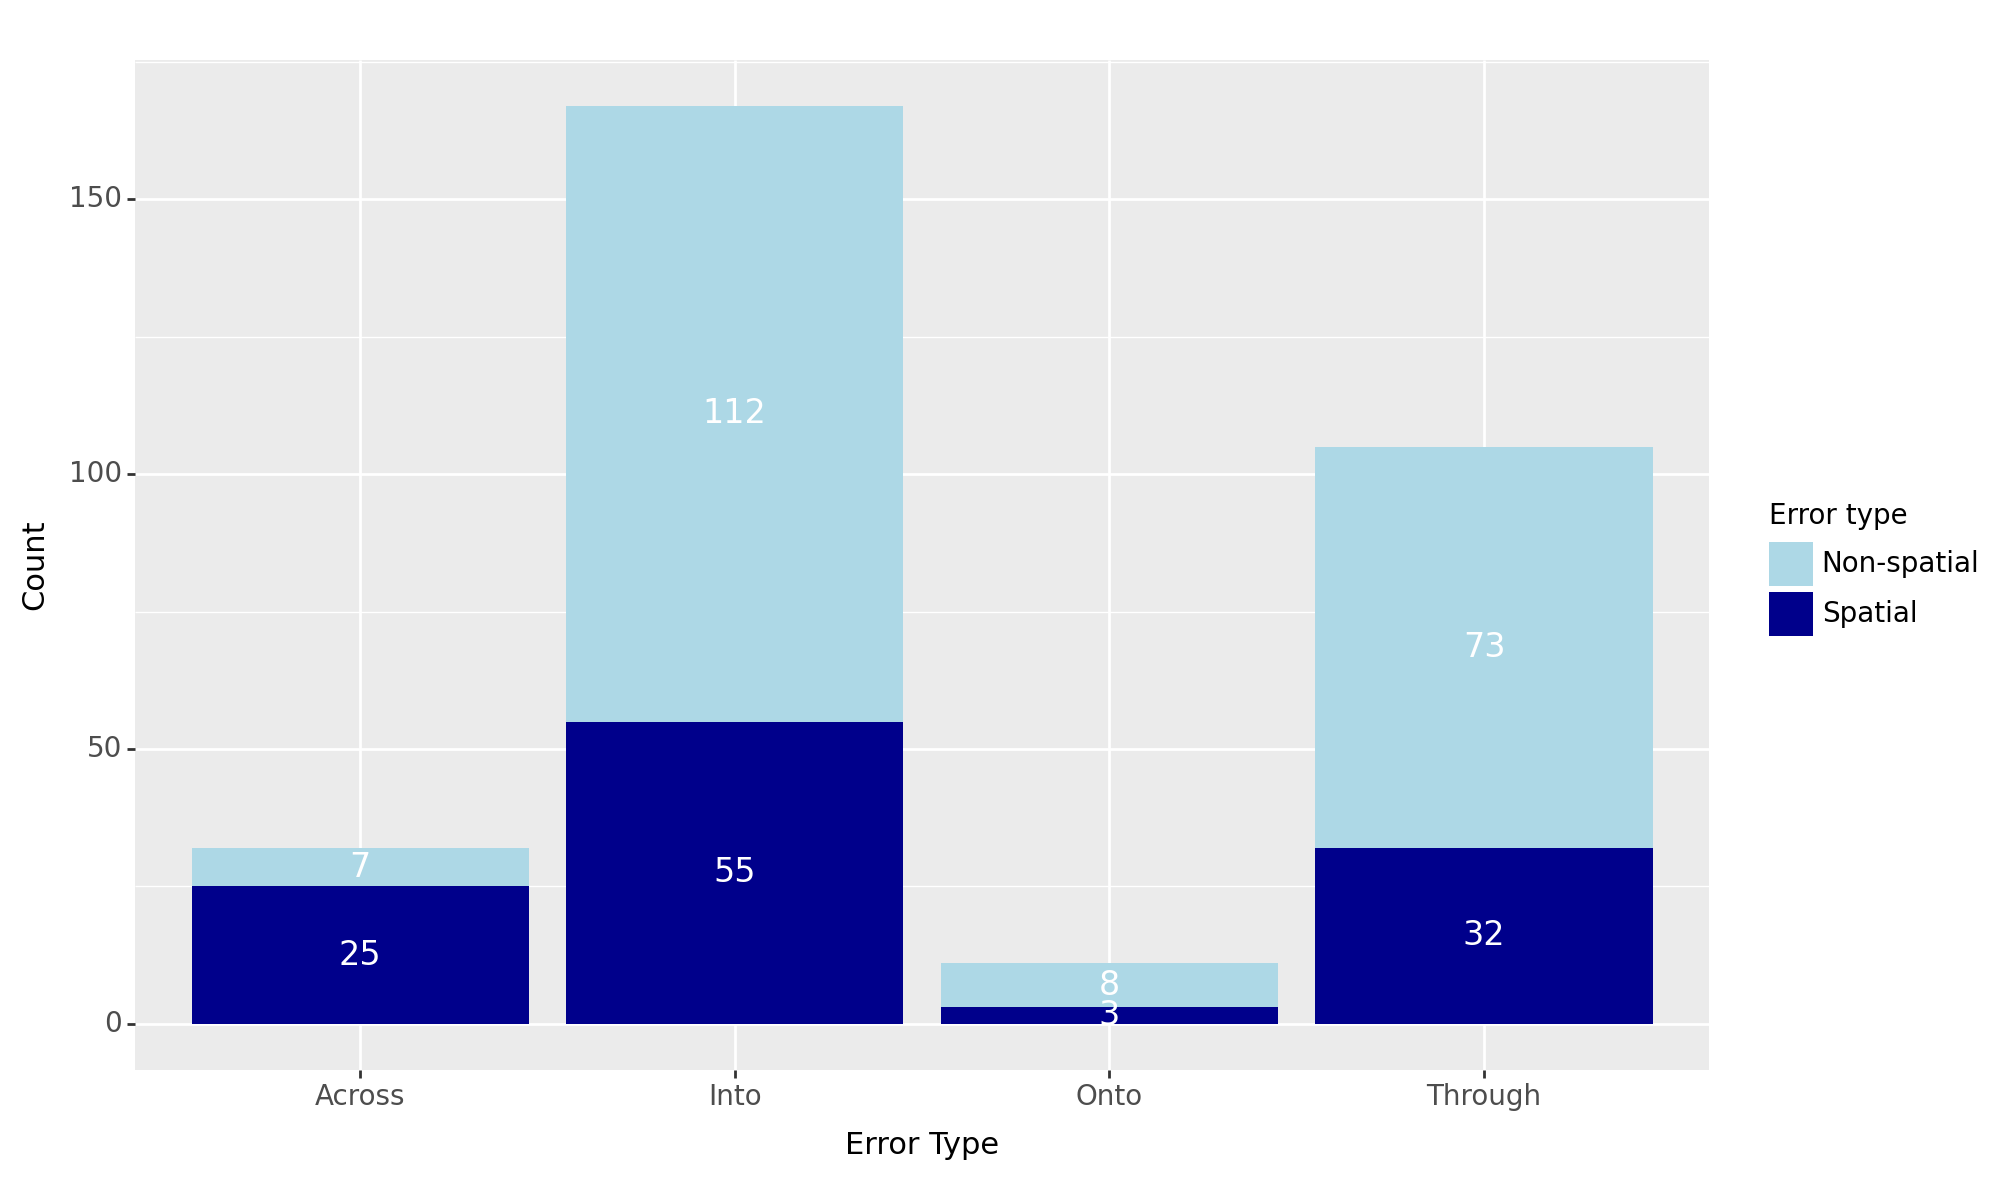 150
100
50
0
Count
112
73
7
55
25
32
8
3
Across
Into
Onto
Through
Error Type
Error type
Non-spatial
Spatial